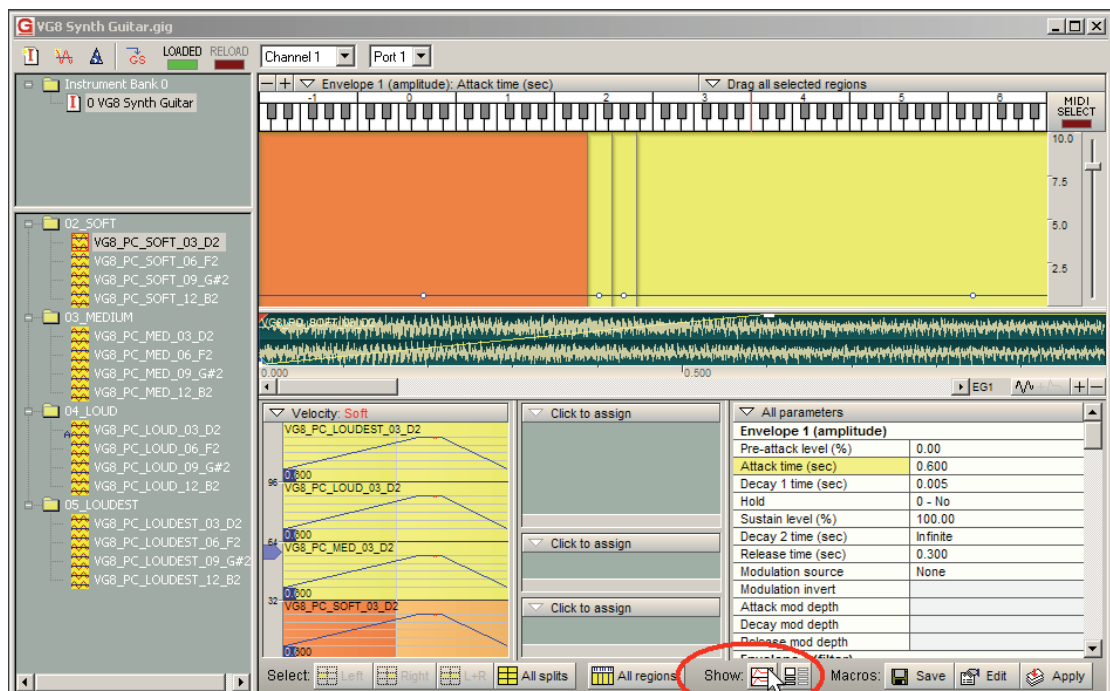 VG8 Synth Guitar.gig
GS LOADED RELOAD Channel 1 Port 1
Instrument Bank 0
0 VG8 Synth Guitar
02_SOFT
VG8_PC_SOFT_03_D2
VG8_PC_SOFT_06_F2
VG8_PC_SOFT_09_G#2
VG8_PC_SOFT_12_B2
03_MEDIUM
VG8_PC_MED_03_D2
VG8_PC_MED_06_F2
VG8_PC_MED_09_G#2
VG8_PC_MED_12_B2
04_LOUD
A
VG8_PC_LOUD_03_D2
VG8_PC_LOUD_06_F2
VG8_PC_LOUD_09_G#2
VG8_PC_LOUD_12_B2
05_LOUDEST
VG8_PC_LOUDEST_03_D2
VG8_PC_LOUDEST_06_F2
VG8_PC_LOUDEST_09_G#2
VG8_PC_LOUDEST_12_B2
Envelope 1 (amplitude): Attack time (sec)
Drag all selected regions
-1 0 1 2 3 4 5 6
MIDI
SELECT
10.0
7.5
5.0
2.5
0.000 0.500
EG1
Velocity: Soft
VG8_PC_LOUDEST_03_D2
0.600
96
VG8_PC_LOUD_03_D2
0.600
64
VG8_PC_MED_03_D2
0.600
32
VG8_PC_SOFT_03_D2
0.600
Click to assign
Click to assign
Click to assign
All parameters
Envelope 1 (amplitude)
Pre-attack level (%) 0.00
Attack time (sec) 0.600
Decay 1 time (sec) 0.005
Hold 0 - No
Sustain level (%) 100.00
Decay 2 time (sec) Infinite
Release time (sec) 0.300
Modulation source None
Modulation invert
Attack mod depth
Decay mod depth
Release mod depth
Select: Left Right L+R All splits All regions Show: Macros: Save Edit Apply